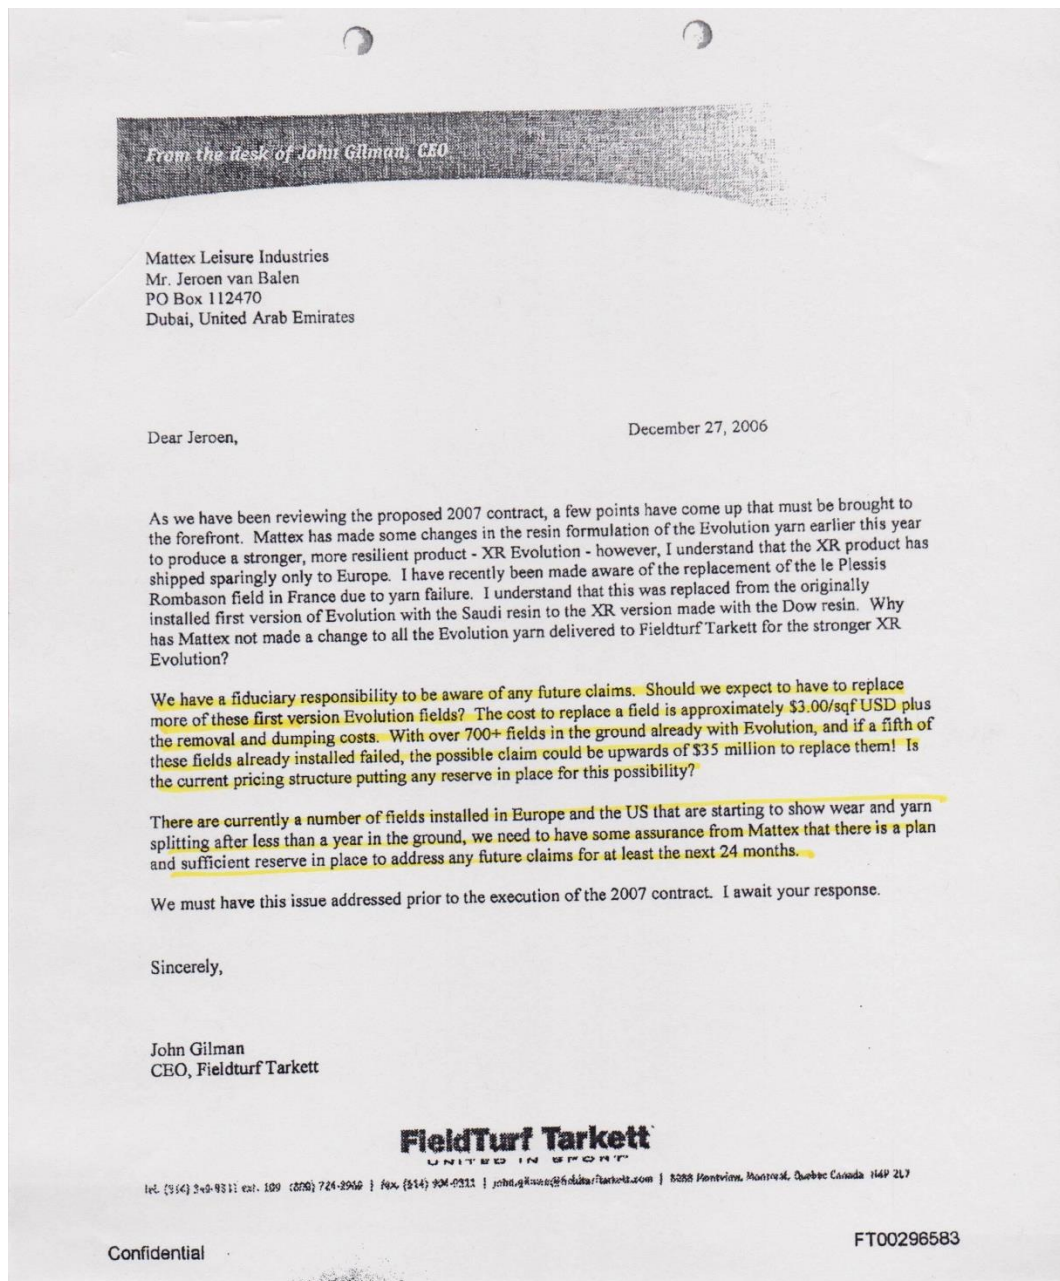 From the desk of John Gilman, CEO
Mattex Leisure Industries
Mr. Jeroen van Balen
PO Box 112470
Dubai, United Arab Emirates
December 27, 2006
Dear Jeroen,
As we have been reviewing the proposed 2007 contract, a few points have come up that must be brought to
the forefront. Mattex has made some changes in the resin formulation of the Evolution yarn earlier this year
to produce a stronger, more resilient product - XR Evolution - however, I understand that the XR product has
shipped sparingly only to Europe. I have recently been made aware of the replacement of the le Plessis
Rombason field in France due to yarn failure. I understand that this was replaced from the originally
installed first version of Evolution with the Saudi resin to the XR version made with the Dow resin. Why
has Mattex not made a change to all the Evolution yarn delivered to Fieldturf Tarkett for the stronger XR
Evolution?
We have a fiduciary responsibility to be aware of any future claims. Should we expect to have to replace
more of these first version Evolution fields? The cost to replace a field is approximately $3.00/sqf USD plus
the removal and dumping costs. With over 700+ fields in the ground already with Evolution, and if a fifth of
these fields already installed failed, the possible claim could be upwards of $35 million to replace them! Is
the current pricing structure putting any reserve in place for this possibility?
There are currently a number of fields installed in Europe and the US that are starting to show wear and yarn
splitting after less than a year in the ground, we need to have some assurance from Mattex that there is a plan
and sufficient reserve in place to address any future claims for at least the next 24 months.
We must have this issue addressed prior to the execution of the 2007 contract. I await your response.
Sincerely,
John Gilman
CEO, Fieldturf Tarkett
FieldTurf Tarkett
UNITED IN SPORT
tel. ext. 109 (800) | fax. (514) | 8088 Montview, Montreal, Quebec Canada H4P 2L7
Confidential
FT00296583